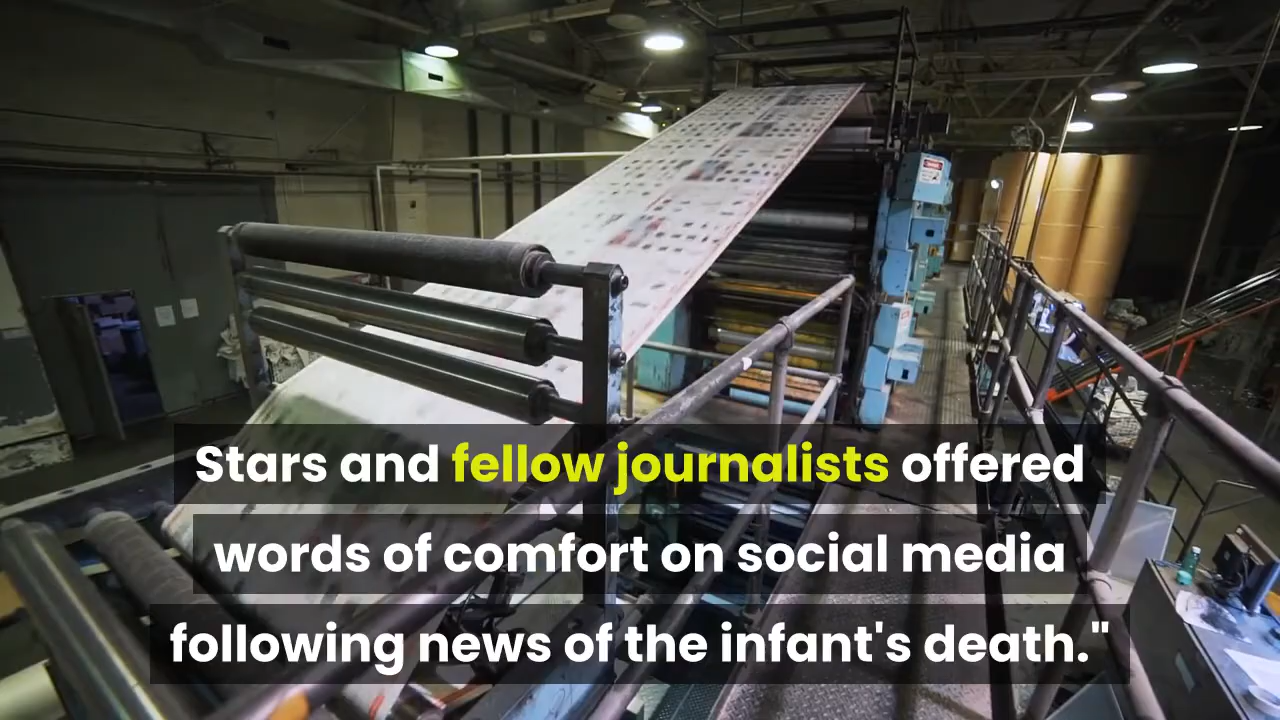 Stars and fellow journalists offered
words of comfort on social media
following news of the infant's death."